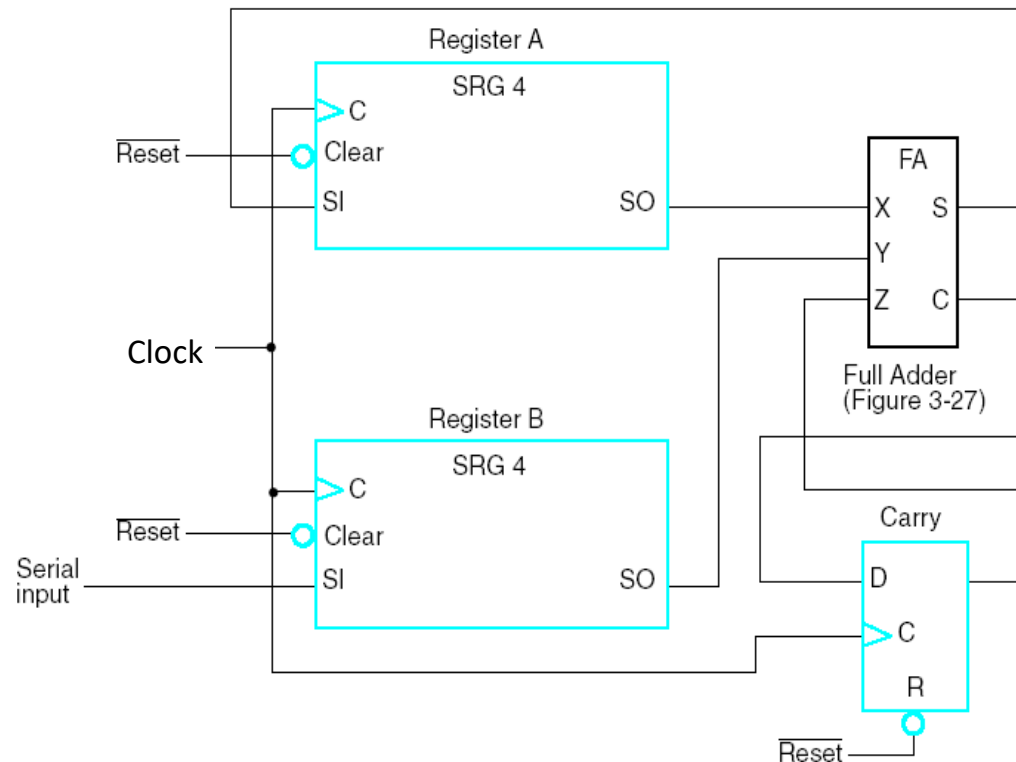 Register A
SRG 4
C
Reset
Clear
SI
SO
FA
X
S
Y
Z
C
Clock
Full Adder
(Figure 3-27)
Register B
SRG 4
C
Reset
Clear
Serial
input
SI
SO
Carry
D
C
R
Reset